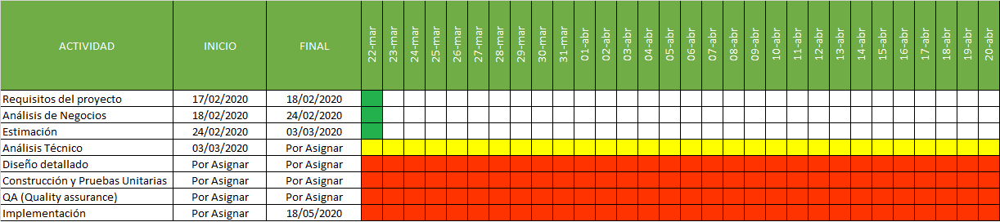 ACTIVIDAD INICIO FINAL 22-mar 23-mar 24-mar 25-mar 26-mar 27-mar 28-mar 29-mar 30-mar 31-mar 01-abr 02-abr 03-abr 04-abr 05-abr 06-abr 07-abr 08-abr 09-abr 10-abr 11-abr 12-abr 13-abr 14-abr 15-abr 16-abr 17-abr 18-abr 19-abr 20-abr
Requisitos del proyecto 17/02/2020 18/02/2020
Análisis de Negocios 18/02/2020 24/02/2020
Estimación 24/02/2020 03/03/2020
Análisis Técnico 03/03/2020 Por Asignar
Diseño detallado Por Asignar Por Asignar
Construcción y Pruebas Unitarias Por Asignar Por Asignar
QA (Quality assurance) Por Asignar Por Asignar
Implementación Por Asignar 18/05/2020